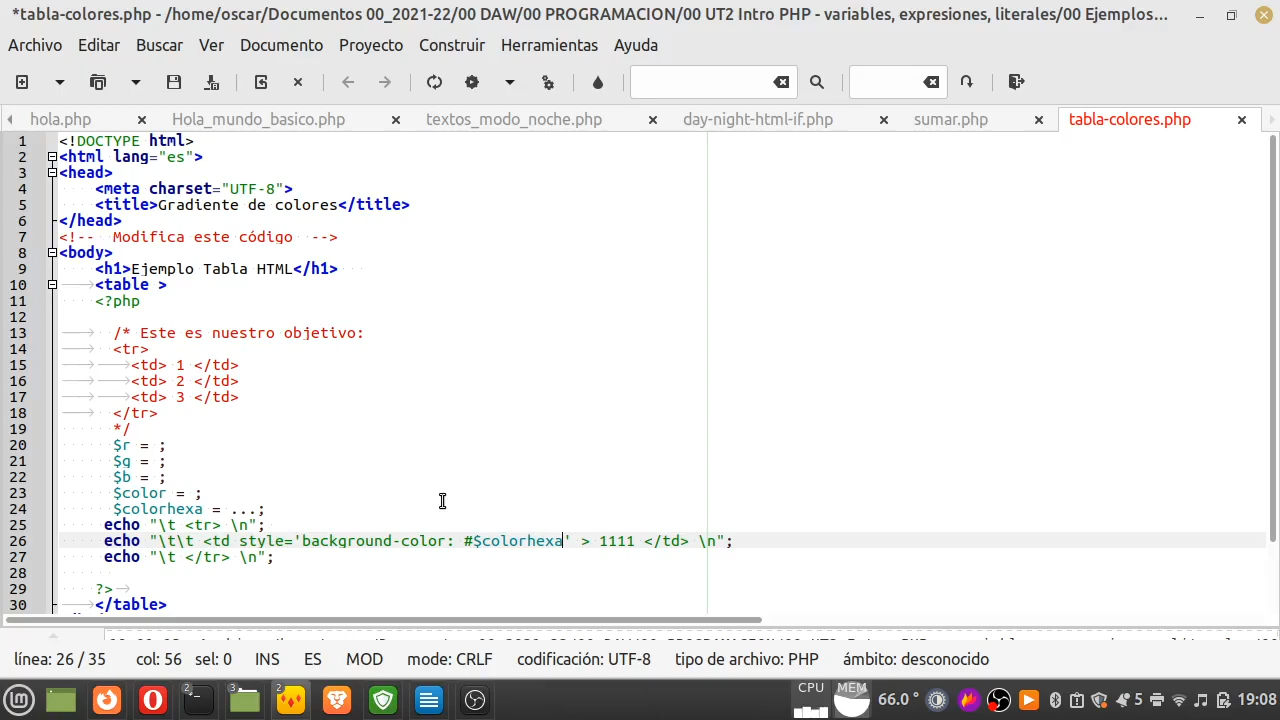 *tabla-colores.php - /home/oscar/Documentos 00_2021-22/00 DAW/00 PROGRAMACION/00 UT2 Intro PHP - variables, expresiones, literales/00 Ejemplos...
Archivo Editar Buscar Ver Documento Proyecto Construir Herramientas Ayuda
hola.php Hola_mundo_basico.php textos_modo_noche.php day-night-html-if.php sumar.php tabla-colores.php
1 <!DOCTYPE html>
2 <html lang="es">
3 <head>
4 <meta charset="UTF-8">
5 <title>Gradiente de colores</title>
6 </head>
7 <!-- Modifica este código -->
8 <body>
9 <h1>Ejemplo Tabla HTML</h1>
10 <table >
11 <?php
12
13 /* Este es nuestro objetivo:
14 <tr>
15 <td> 1 </td>
16 <td> 2 </td>
17 <td> 3 </td>
18 </tr>
19 */
20 $r = ;
21 $g = ;
22 $b = ;
23 $color = ;
24 $colorhexa = ...;
25 echo "\t <tr> \n";
26 echo "\t\t <td style='background-color: #$colorhexa' > 1111 </td> \n";
27 echo "\t </tr> \n";
28
29 ?>
30 </table>
línea: 26 / 35 col: 56 sel: 0 INS ES MOD mode: CRLF codificación: UTF-8 tipo de archivo: PHP ámbito: desconocido
2 3 2 CPU MEM 66.0 ° 5 19:08